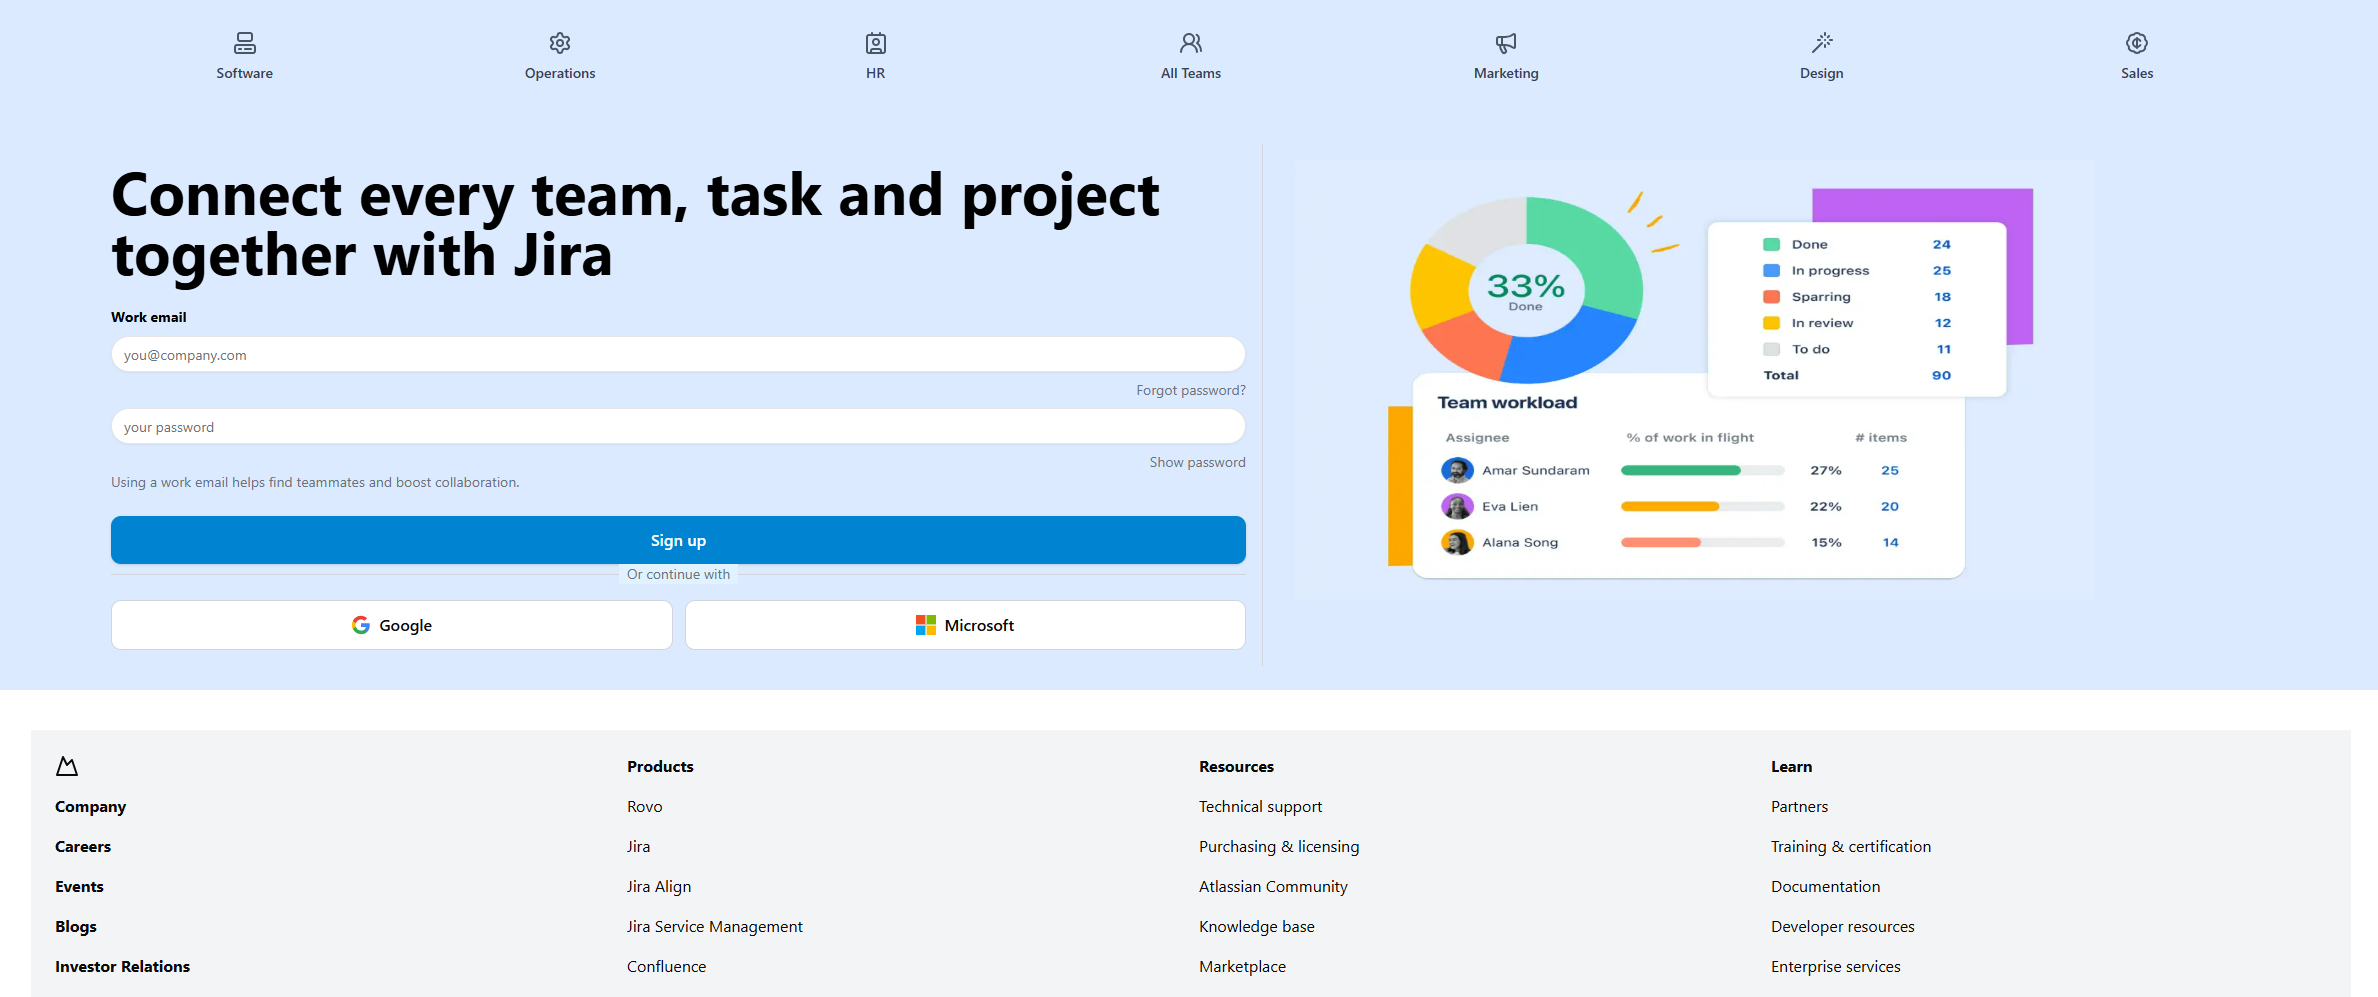 Software
Operations
HR
All Teams
Marketing
Design
Sales
Connect every team, task and project
together with Jira
Work email
you@company.com
Forgot password?
your password
Show password
Using a work email helps find teammates and boost collaboration.
Sign up
Or continue with
Google
Microsoft
33%
Done
Done 24
In progress 25
Sparring 18
In review 12
To do 11
Total 90
Team workload
Assignee % of work in flight # items
Amar Sundaram 27% 25
Eva Lien 22% 20
Alana Song 15% 14
Company
Careers
Events
Blogs
Investor Relations
Products
Rovo
Jira
Jira Align
Jira Service Management
Confluence
Resources
Technical support
Purchasing & licensing
Atlassian Community
Knowledge base
Marketplace
Learn
Partners
Training & certification
Documentation
Developer resources
Enterprise services